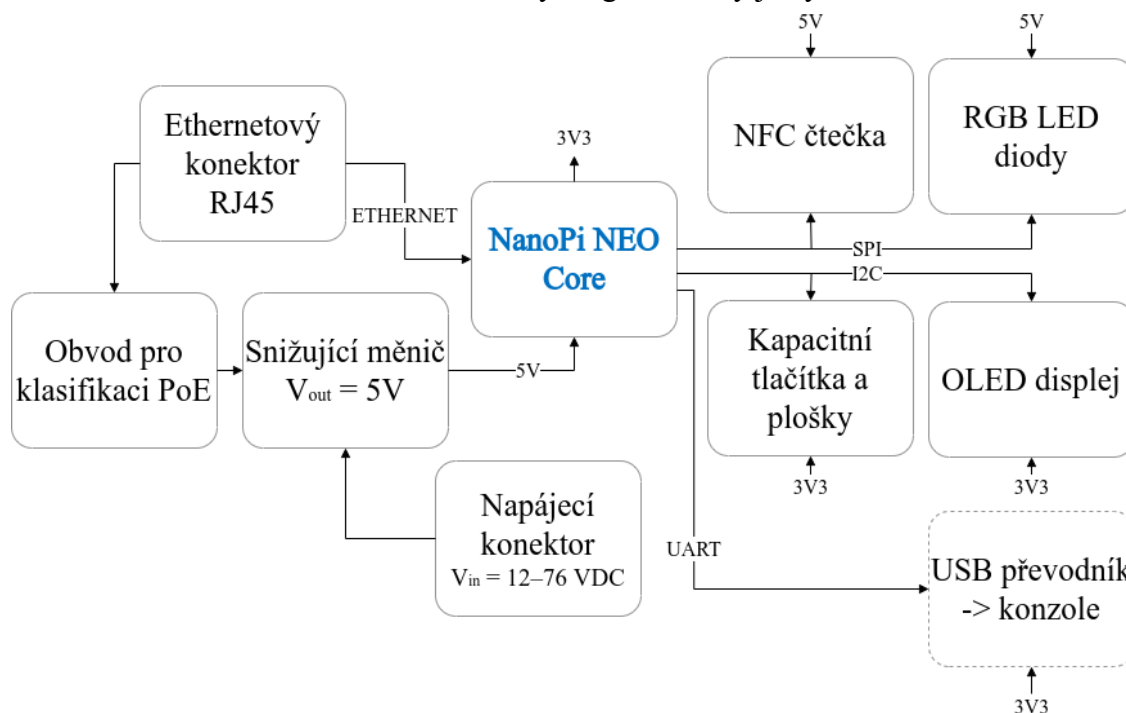 5V
5V
Ethernetový
konektor
RJ45
3V3
NFC čtečka
RGB LED
diody
ETHERNET
NanoPi NEO
Core
SPI
I2C
Obvod pro
klasifikaci PoE
Snižující měnič
Vout = 5V
5V
Kapacitní
tlačítka a
plošky
OLED displej
3V3
3V3
Napájecí
konektor
Vin = 12–76 VDC
UART
USB převodník
-> konzole
3V3